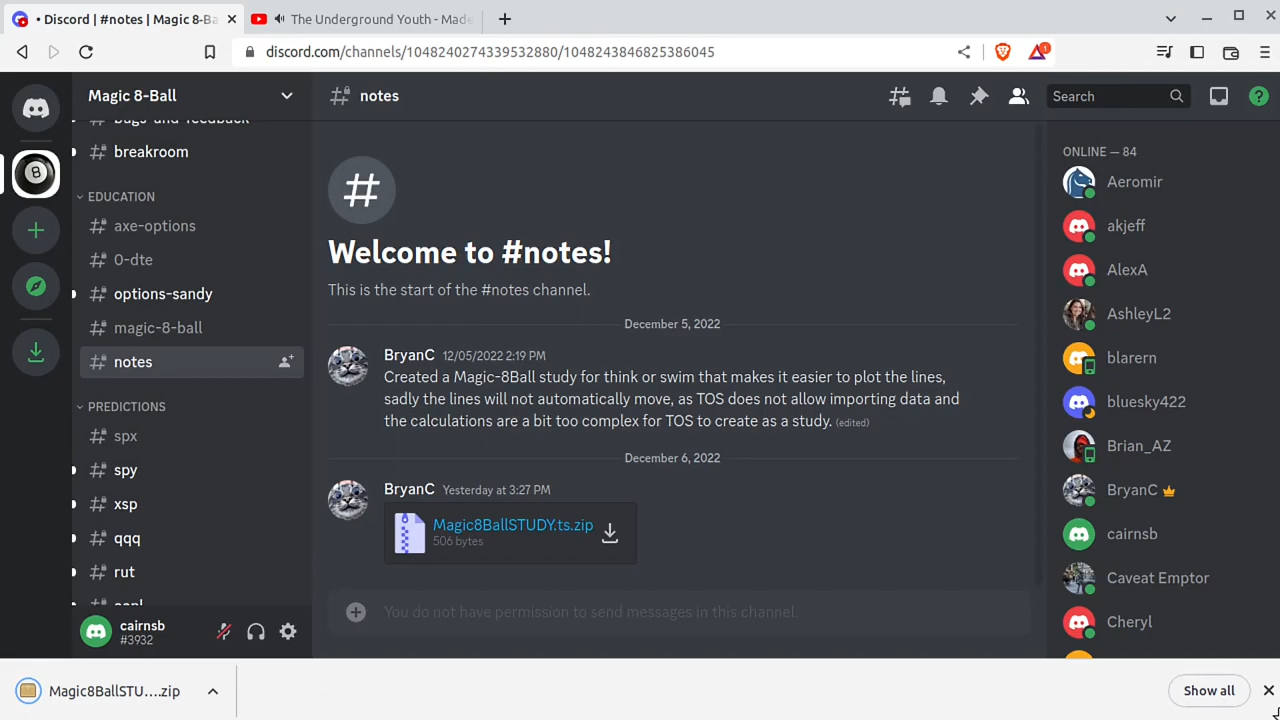 • Discord | #notes | Magic 8-Ba
The Underground Youth - Made
discord.com/channels/1048240274339532880/1048243846825386045
1
Magic 8-Ball
bugs-and-feedback
breakroom
EDUCATION
axe-options
0-dte
options-sandy
magic-8-ball
notes
PREDICTIONS
spx
spy
xsp
qqq
rut
cairnsb
#3932
notes
Search
Welcome to #notes!
This is the start of the #notes channel.
December 5, 2022
BryanC 12/05/2022 2:19 PM
Created a Magic-8Ball study for think or swim that makes it easier to plot the lines,
sadly the lines will not automatically move, as TOS does not allow importing data and
the calculations are a bit too complex for TOS to create as a study. (edited)
December 6, 2022
BryanC Yesterday at 3:27 PM
Magic8BallSTUDY.ts.zip
506 bytes
You do not have permission to send messages in this channel.
ONLINE — 84
Aeromir
akjeff
AlexA
AshleyL2
blarern
bluesky422
Brian_AZ
BryanC
cairnsb
Caveat Emptor
Cheryl
Magic8BallSTU....zip
Show all